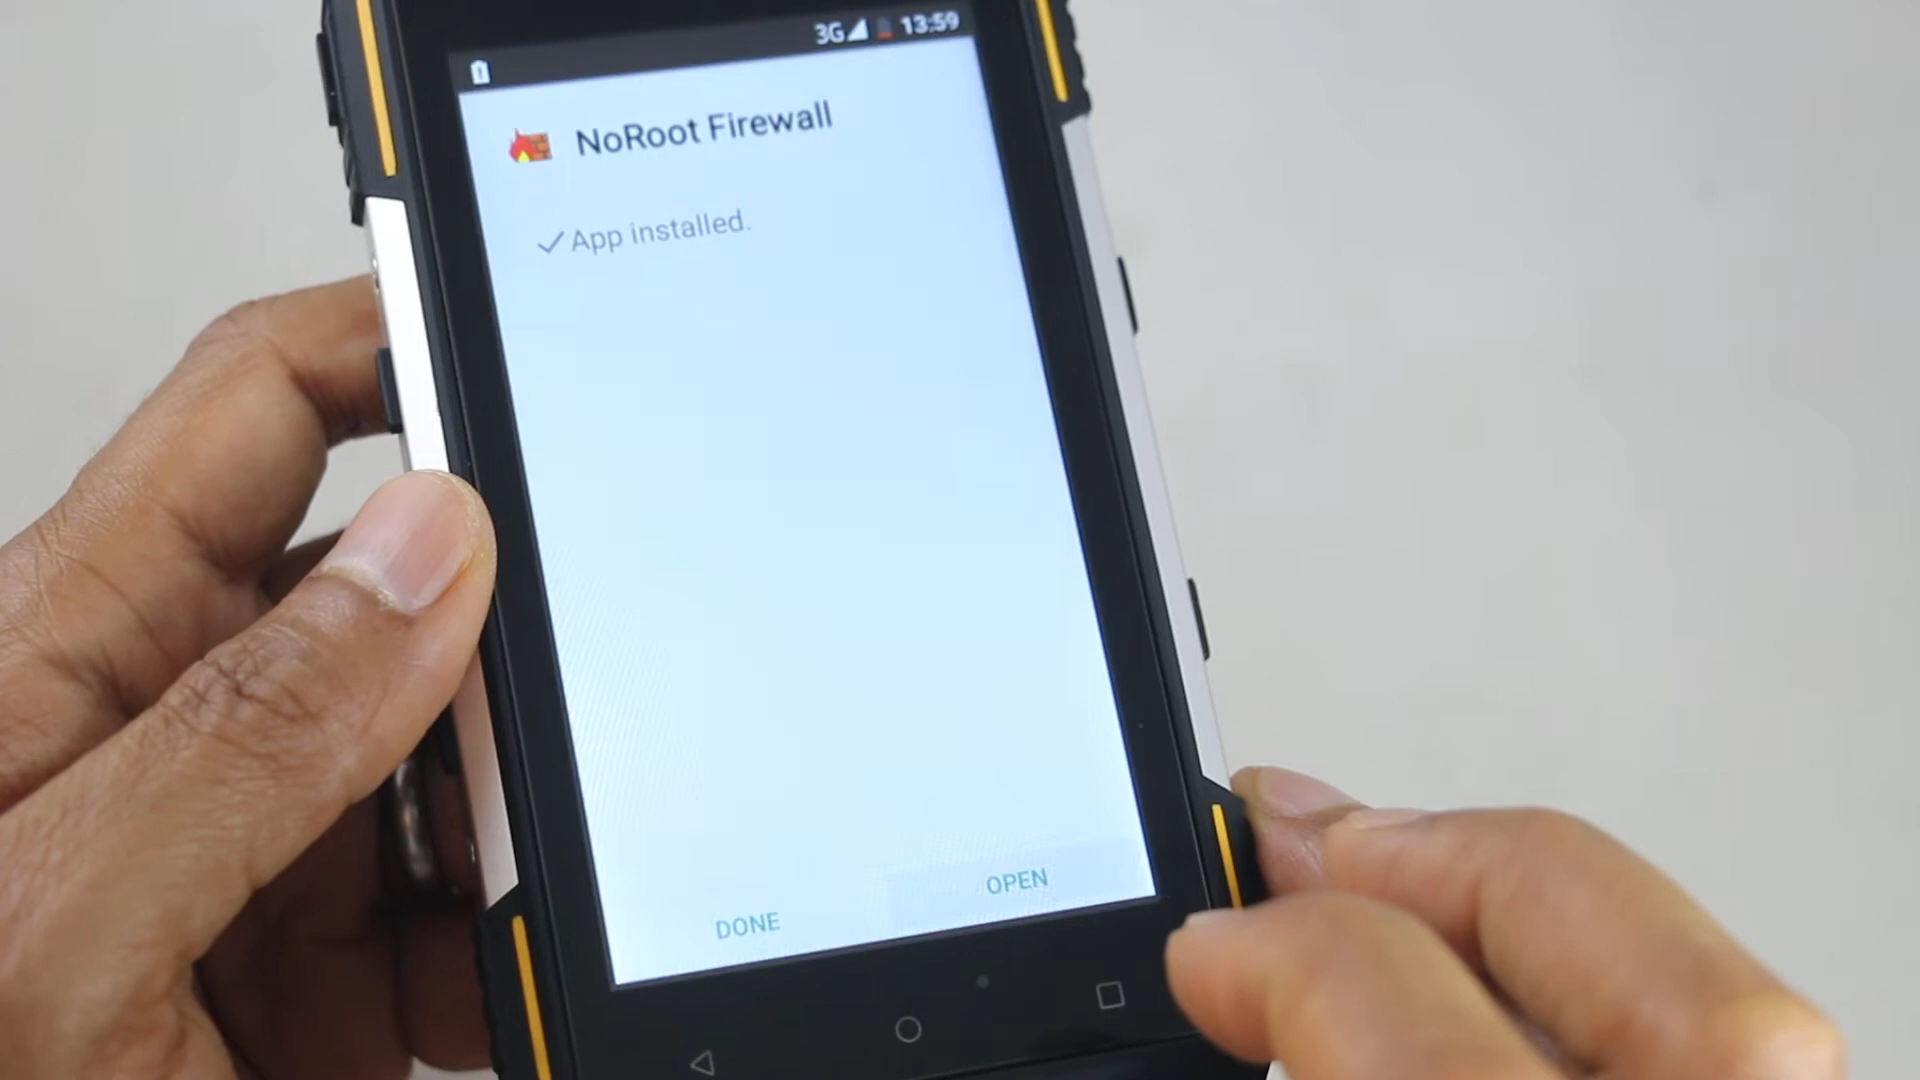 3G 13:59
NoRoot Firewall
App installed.
DONE
OPEN